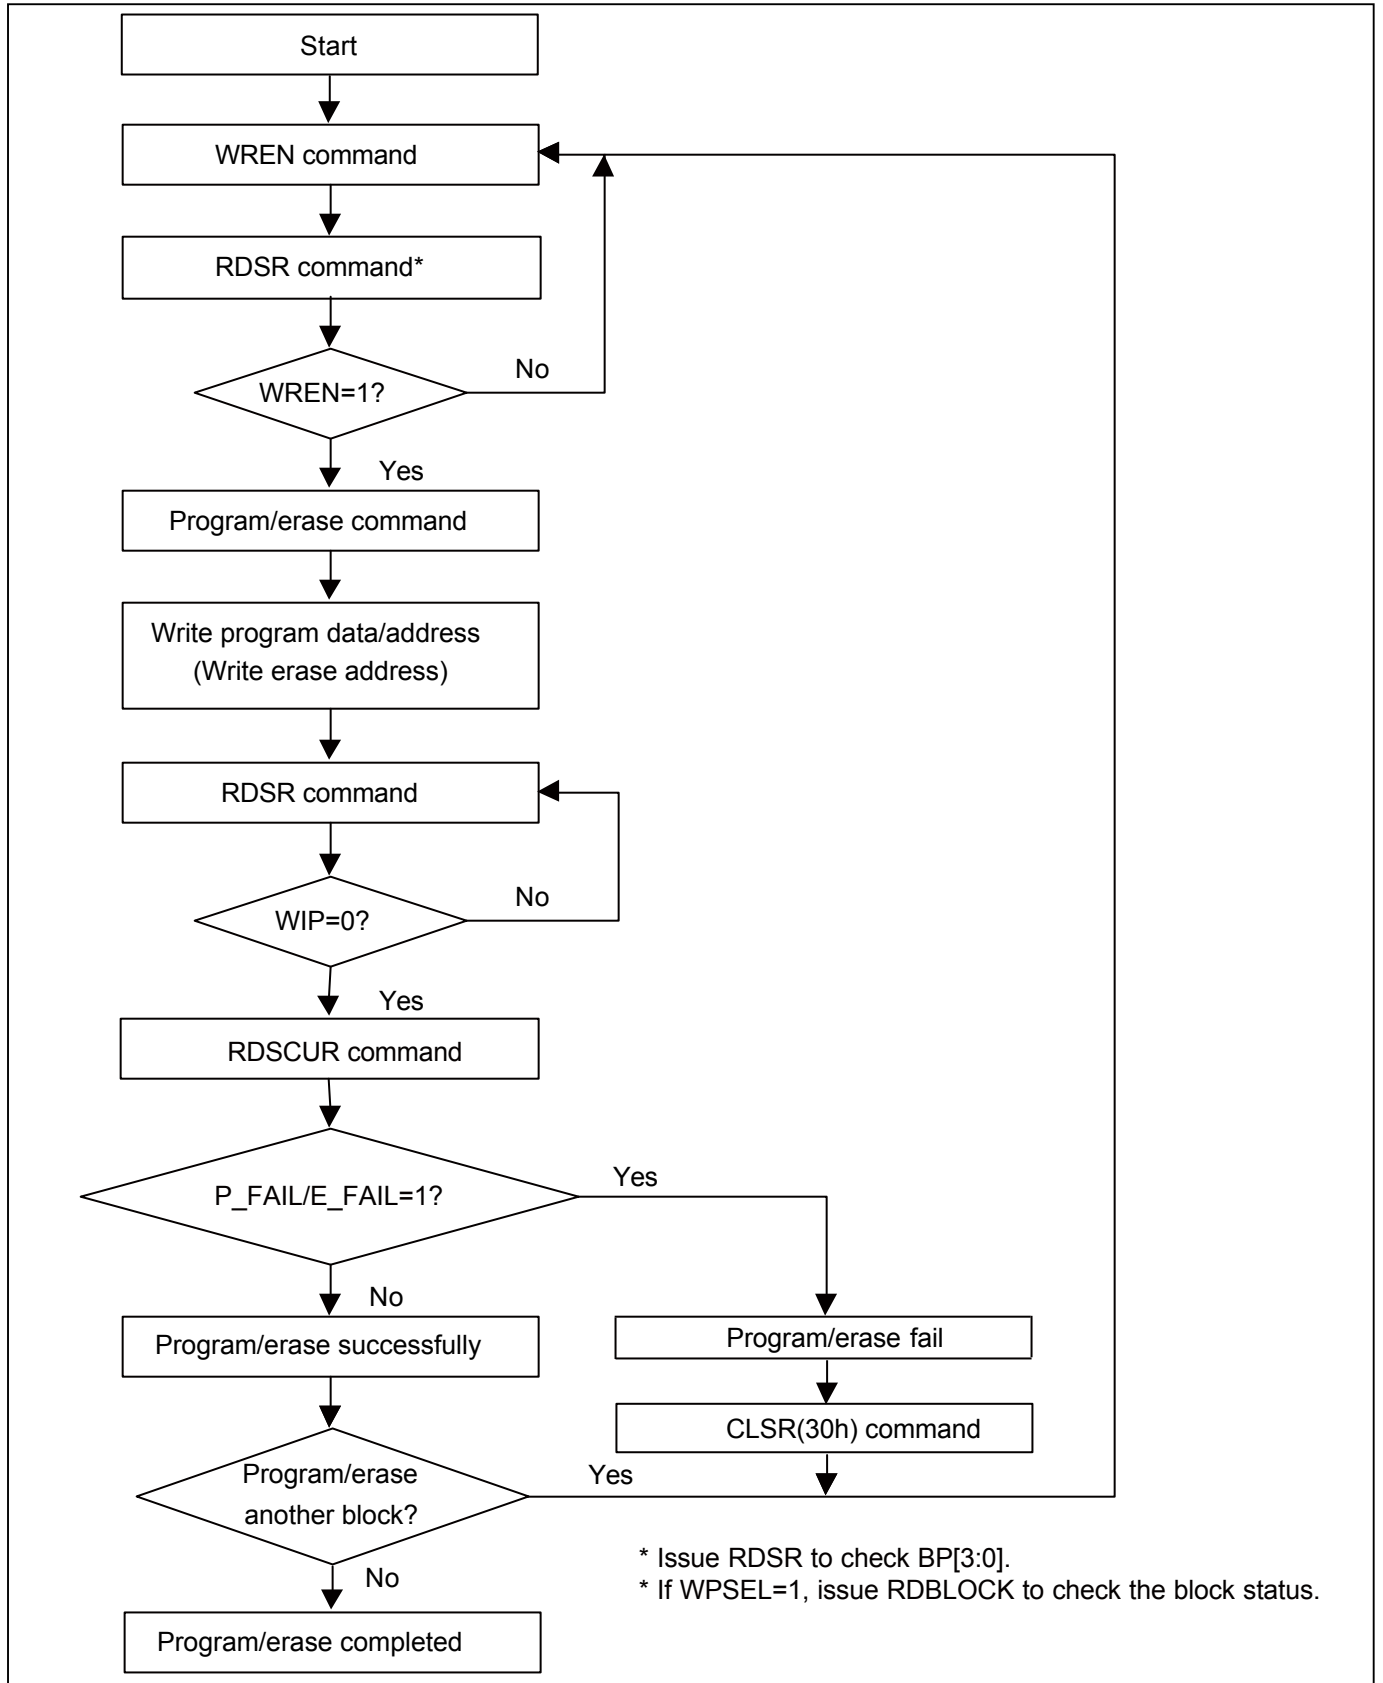 Start
WREN command
RDSR command*
WREN=1?
No
Yes
Program/erase command
Write program data/address
(Write erase address)
RDSR command
WIP=0?
No
Yes
RDSCUR command
P_FAIL/E_FAIL=1?
Yes
No
Program/erase successfully
Program/erase fail
CLSR(30h) command
Program/erase
another block?
Yes
No
* Issue RDSR to check BP[3:0].
* If WPSEL=1, issue RDBLOCK to check the block status.
Program/erase completed